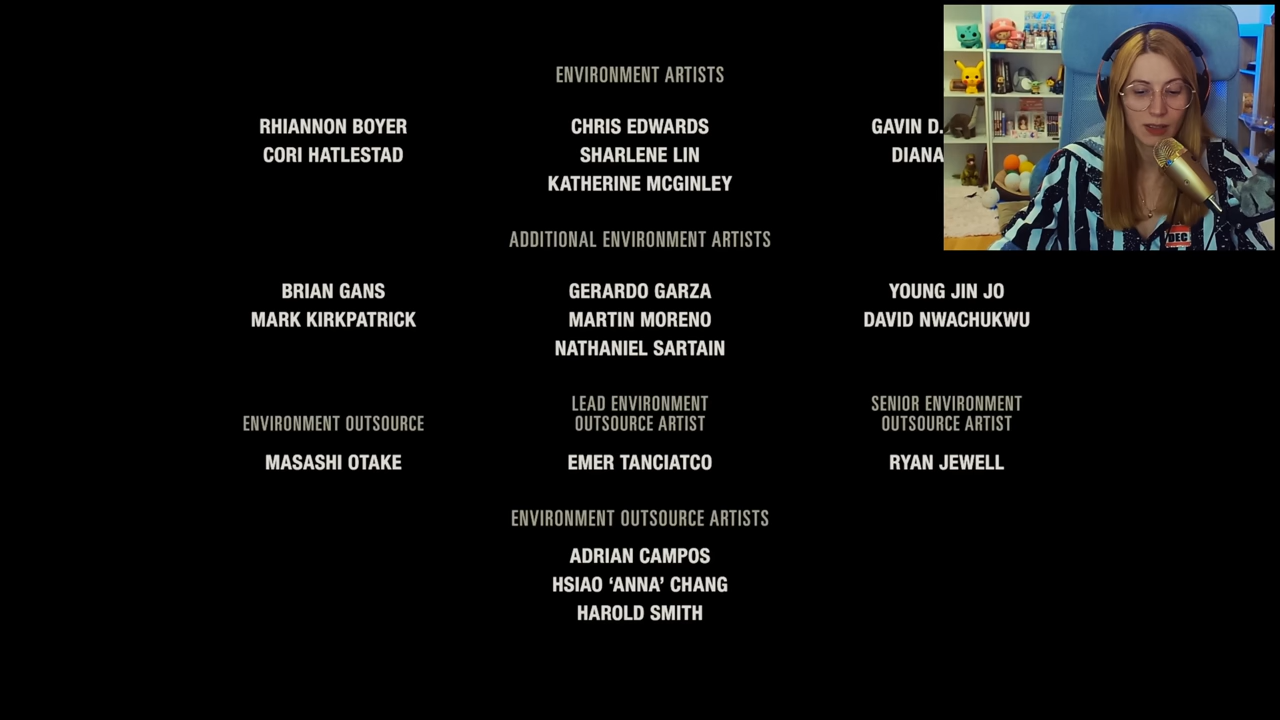 ENVIRONMENT ARTISTS
RHIANNON BOYER
CORI HATLESTAD
CHRIS EDWARDS
SHARLENE LIN
KATHERINE MCGINLEY
GAVIN D.
DIANA
ADDITIONAL ENVIRONMENT ARTISTS
BRIAN GANS
MARK KIRKPATRICK
GERARDO GARZA
MARTIN MORENO
NATHANIEL SARTAIN
YOUNG JIN JO
DAVID NWACHUKWU
ENVIRONMENT OUTSOURCE
MASASHI OTAKE
LEAD ENVIRONMENT
OUTSOURCE ARTIST
EMER TANCIATCO
SENIOR ENVIRONMENT
OUTSOURCE ARTIST
RYAN JEWELL
ENVIRONMENT OUTSOURCE ARTISTS
ADRIAN CAMPOS
HSIAO ‘ANNA’ CHANG
HAROLD SMITH